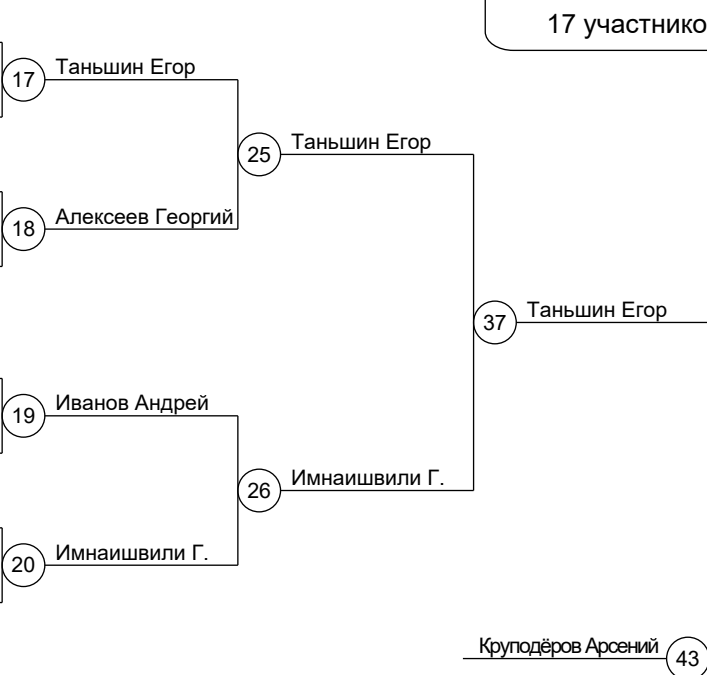 17 участнико
17 Таньшин Егор
25 Таньшин Егор
18 Алексеев Георгий
37 Таньшин Егор
19 Иванов Андрей
26 Имнаишвили Г.
20 Имнаишвили Г.
Круподёров Арсений 43